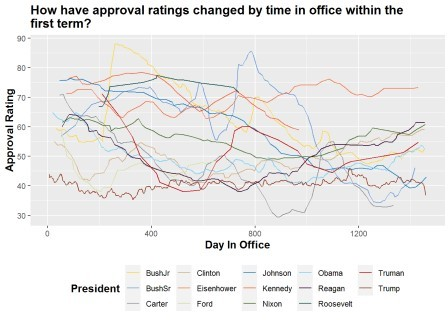 How have approval ratings changed by time in office within the
first term?
90
80
70
60
50
40
30
Approval Rating
0 400 800 1200
Day In Office
President
BushJr Clinton Johnson Obama Truman
BushSr Eisenhower Kennedy Reagan Trump
Carter Ford Nixon Roosevelt